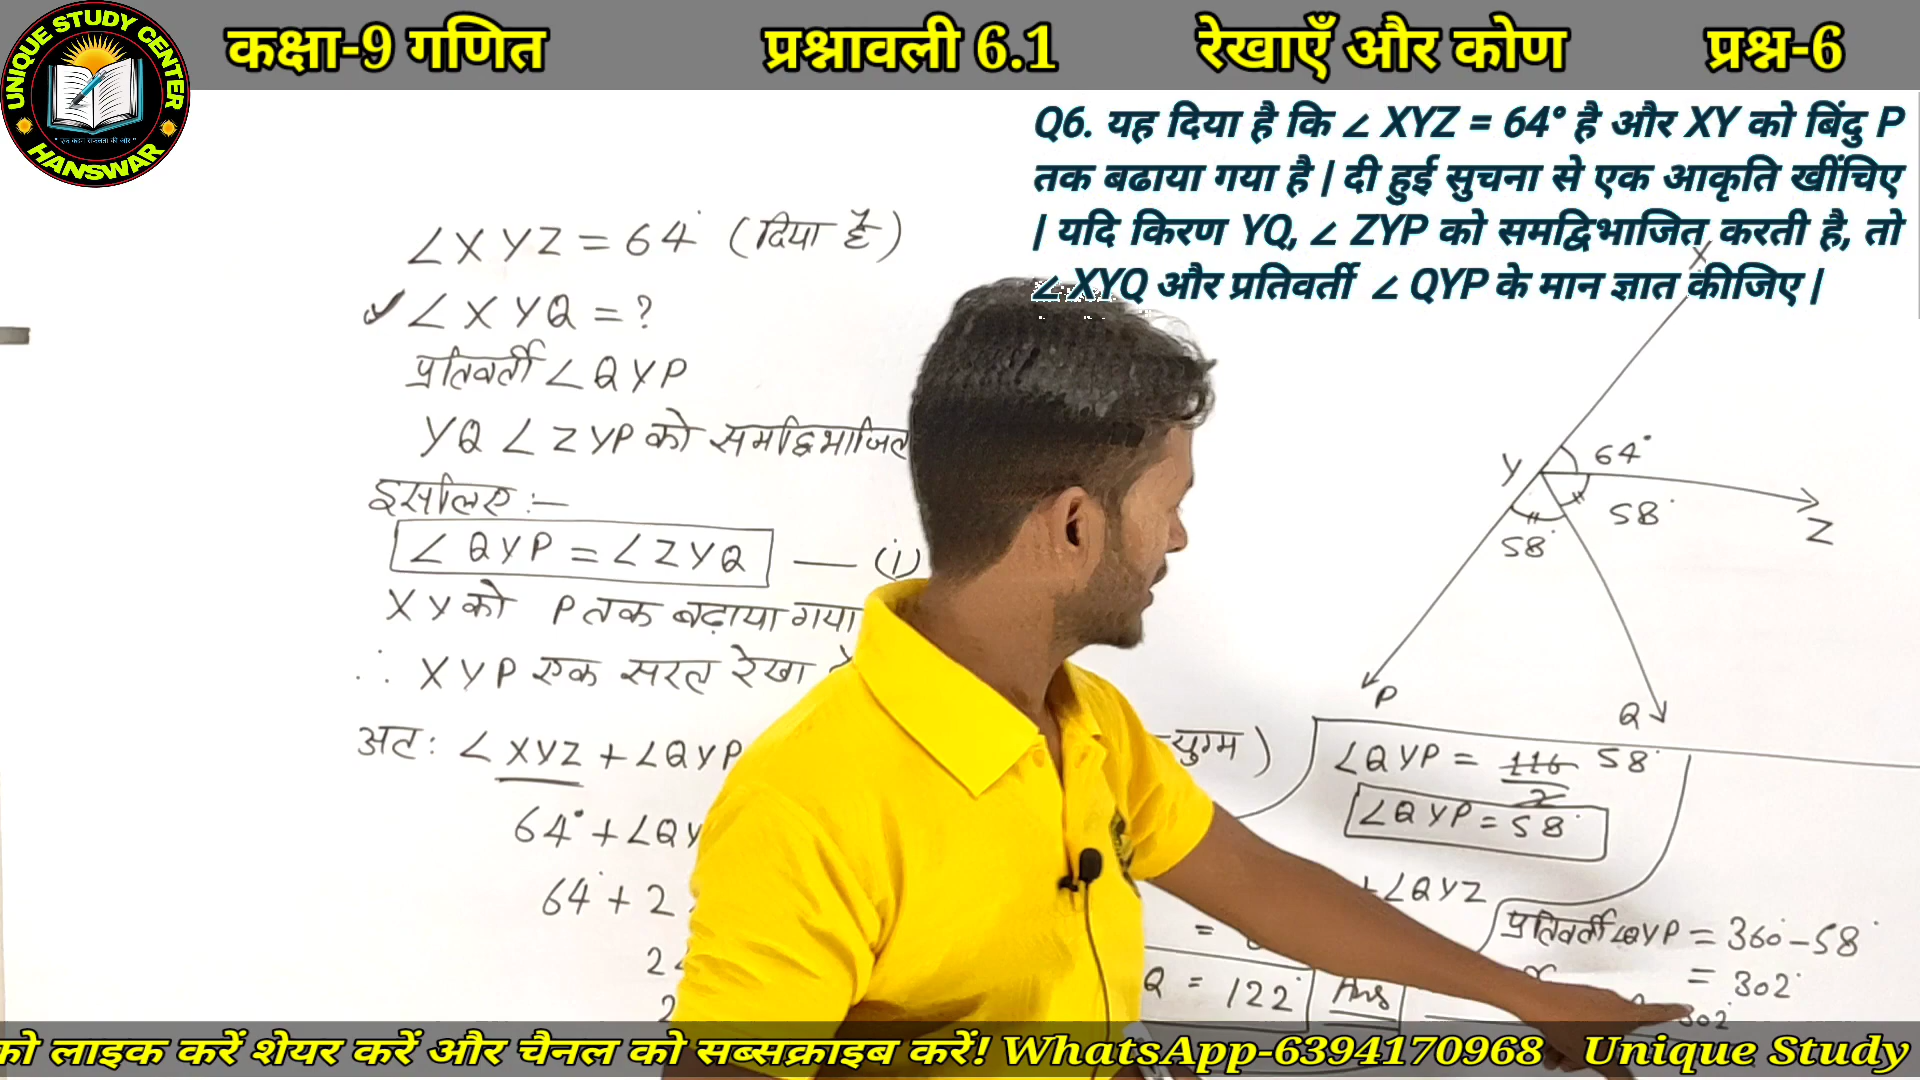 UNIQUE STUDY CENTER
HANSWAR
कक्षा-9 गणित प्रश्नावली 6.1 रेखाएँ और कोण प्रश्न-6
Q6. यह दिया है कि ∠ XYZ = 64° है और XY को बिंदु P
तक बढाया गया है | दी हुई सुचना से एक आकृति खींचिए
| यदि किरण YQ, ∠ ZYP को समद्विभाजित करती है, तो
∠ XYQ और प्रतिवर्ती ∠ QYP के मान ज्ञात कीजिए |
∠XYZ = 64° (दिया है)
∠XYQ = ?
प्रतिवर्ती ∠QYP
YQ ∠ZYP को समद्विभाजित
इसलिए :—
∠QYP = ∠ZYQ — (i)
XY को P तक बढ़ाया गया
∴ XYP एक सरल रेखा
अतः ∠XYZ + ∠QYP
युग्म)
64° + ∠QY
64° + 2
2
2
X
Y
64°
58°
58°
Z
P
Q
∠QYP = 116/2 58°
∠QYP = 58°
+∠QYZ
=
Q = 122° Ans
प्रतिवर्ती ∠QYP = 360° – 58°
= 302°
302°
को लाइक करें शेयर करें और चैनल को सब्सक्राइब करें! WhatsApp-6394170968 Unique Study